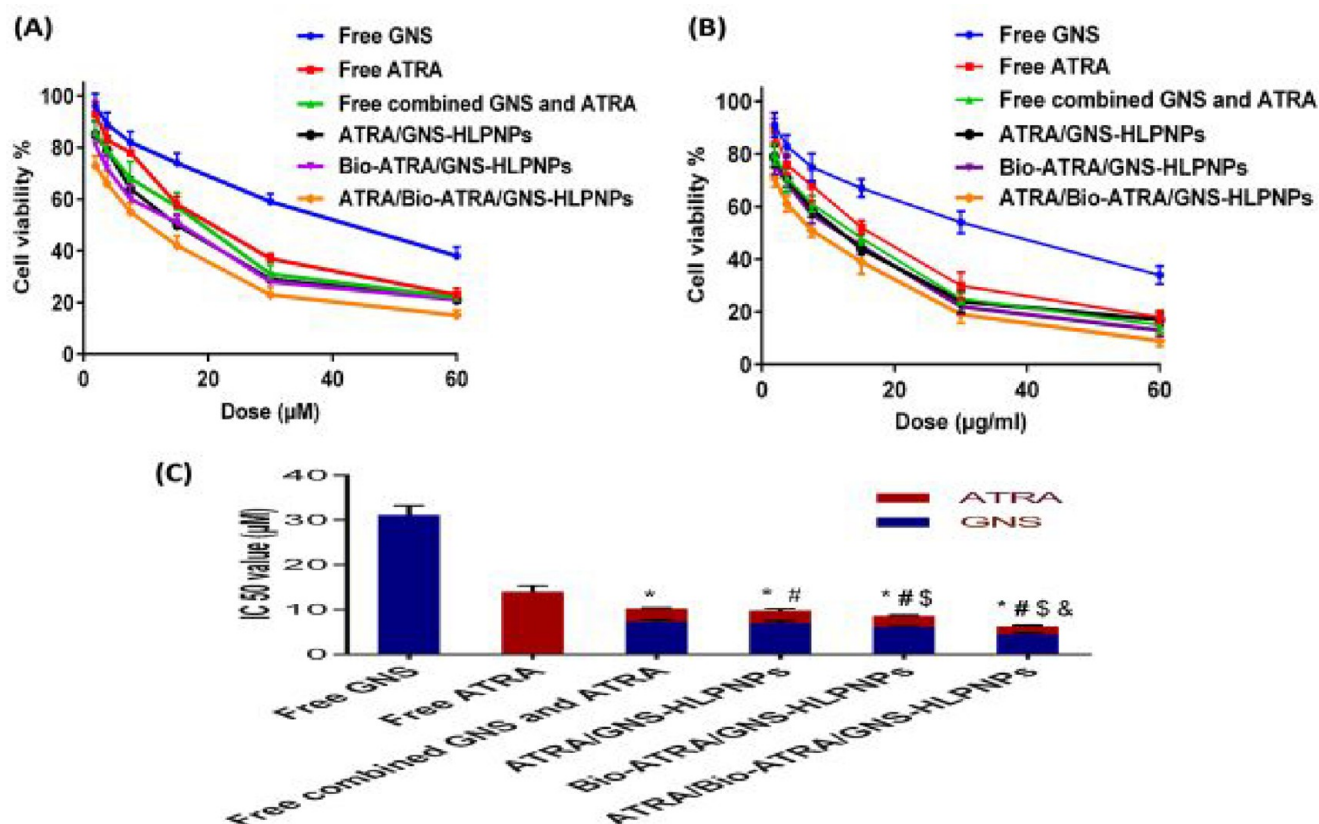 (A)
Free GNS
Free ATRA
Free combined GNS and ATRA
ATRA/GNS-HLPNPs
Bio-ATRA/GNS-HLPNPs
ATRA/Bio-ATRA/GNS-HLPNPs
Cell viability %
100
80
60
40
20
0
0 20 40 60
Dose (µM)
(B)
Free GNS
Free ATRA
Free combined GNS and ATRA
ATRA/GNS-HLPNPs
Bio-ATRA/GNS-HLPNPs
ATRA/Bio-ATRA/GNS-HLPNPs
Cell viability %
100
80
60
40
20
0
0 20 40 60
Dose (µg/ml)
(C)
IC 50 value (µM)
40
30
20
10
0
ATRA
GNS
*
* #
* # $
* # $ &
Free GNS
Free ATRA
Free combined GNS and ATRA
ATRA/GNS-HLPNPs
Bio-ATRA/GNS-HLPNPs
ATRA/Bio-ATRA/GNS-HLPNPs